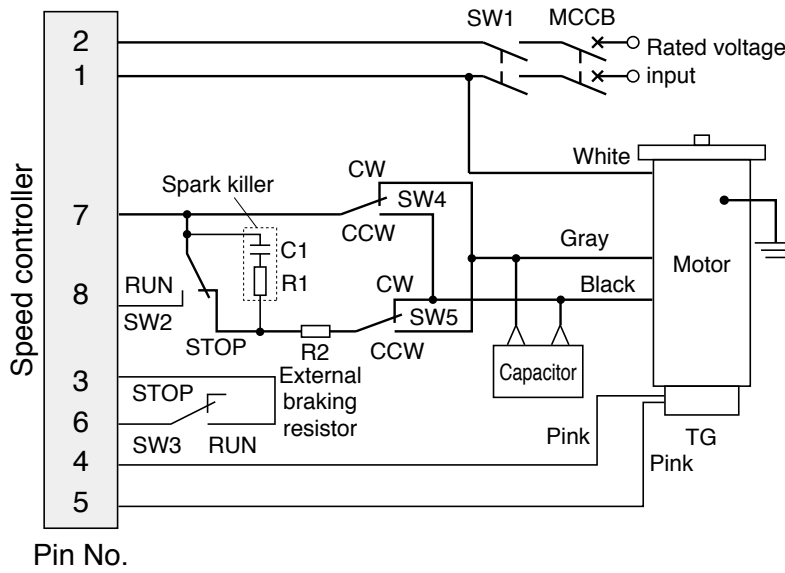 SW1 MCCB
2 Rated voltage
1 input
White
Spark killer CW
7 SW4
CCW
C1 Gray
R1 CW Black Motor
8 RUN
SW2 SW5
STOP R2 CCW
Capacitor
3 STOP External
braking
resistor
6 SW3 RUN
4 Pink TG
Pink
5
Speed controller
Pin No.